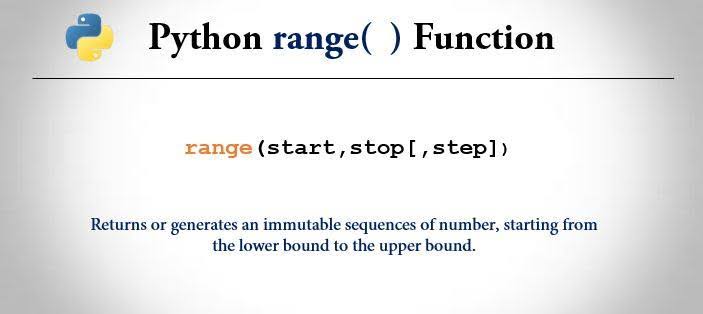 Python range( ) Function
range(start,stop[,step])
Returns or generates an immutable sequences of number, starting from
the lower bound to the upper bound.